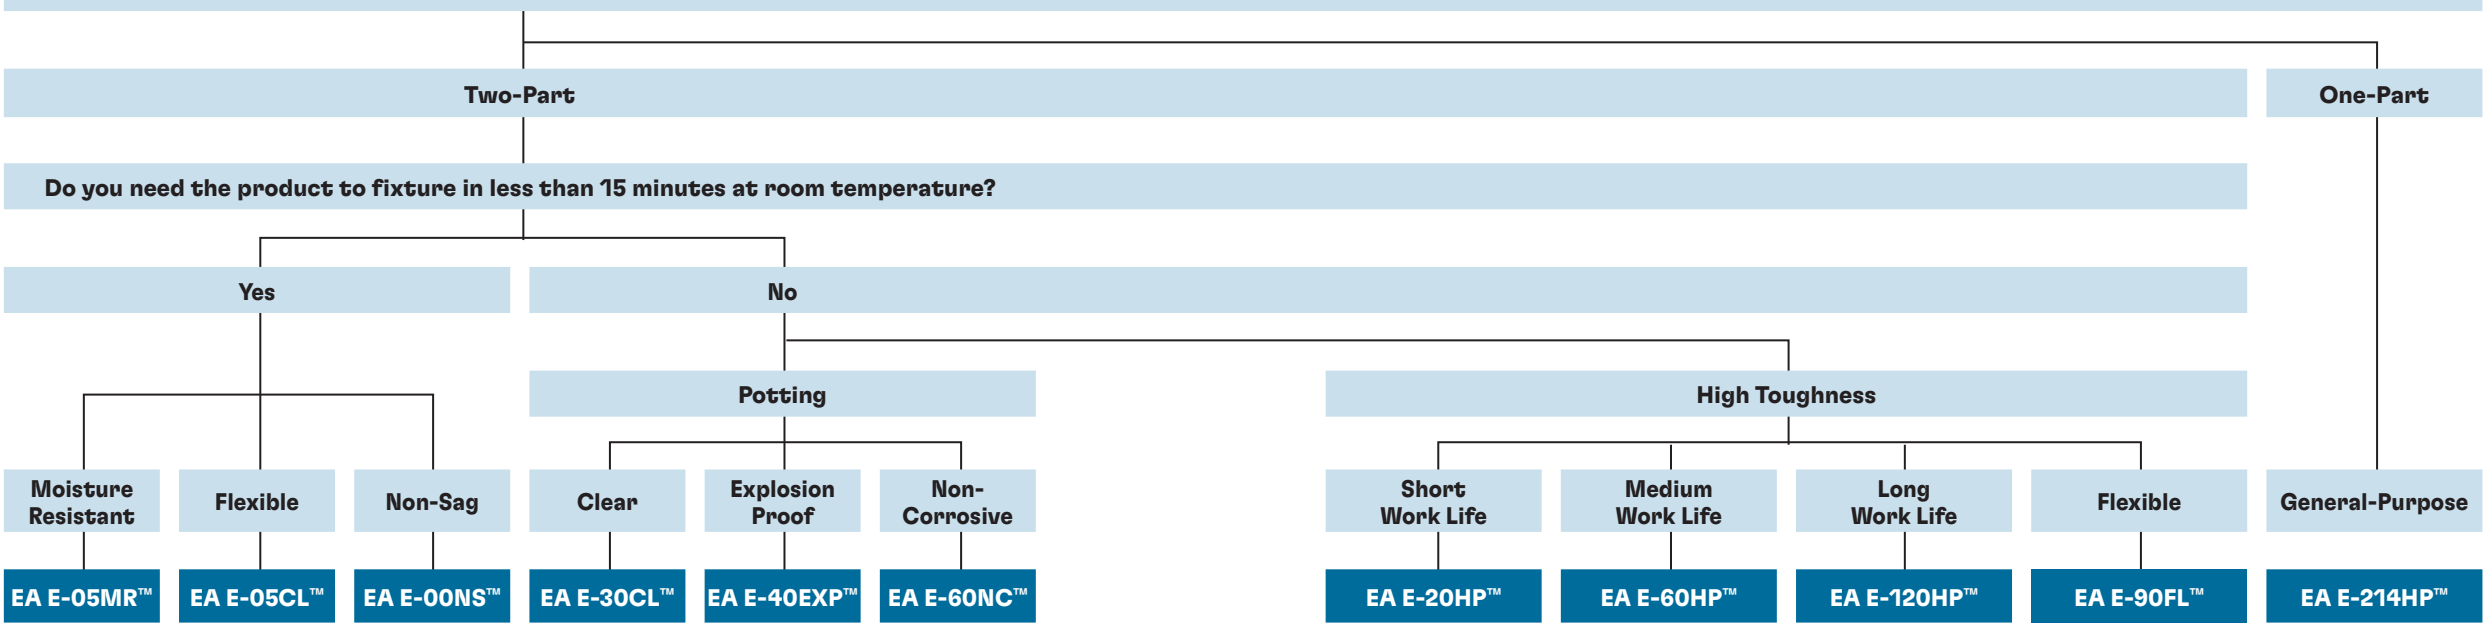 Two-Part
One-Part
Do you need the product to fixture in less than 15 minutes at room temperature?
Yes
No
Potting
High Toughness
Moisture
Resistant
Flexible
Non-Sag
Clear
Explosion
Proof
Non-
Corrosive
Short
Work Life
Medium
Work Life
Long
Work Life
Flexible
General-Purpose
EA E-05MR™
EA E-05CL™
EA E-00NS™
EA E-30CL™
EA E-40EXP™
EA E-60NC™
EA E-20HP™
EA E-60HP™
EA E-120HP™
EA E-90FL™
EA E-214HP™